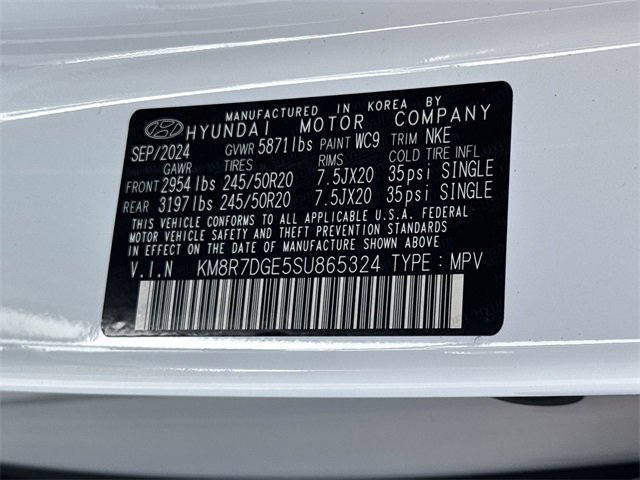 MANUFACTURED IN KOREA BY
HYUNDAI MOTOR COMPANY
SEP/2024 GVWR 5871lbs PAINT WC9 TRIM NKE
GAWR TIRES RIMS COLD TIRE INFL
FRONT 2954lbs 245/50R20 7.5JX20 35psi SINGLE
REAR 3197lbs 245/50R20 7.5JX20 35psi SINGLE
THIS VEHICLE CONFORMS TO ALL APPLICABLE U.S.A. FEDERAL
MOTOR VEHICLE SAFETY, BUMPER, AND THEFT PREVENTION STANDARDS
IN EFFECT ON THE DATE OF MANUFACTURE SHOWN ABOVE.
V.I.N KM8R7DGE5SU865324 TYPE : MPV